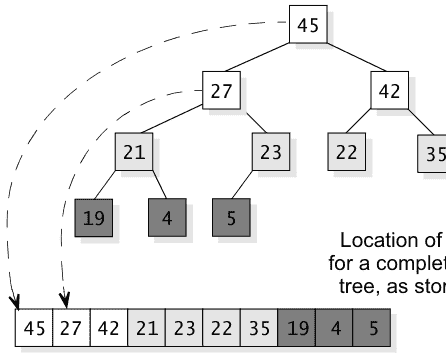 45
27 42
21 23 22 35
19 4 5
Location of
for a complet
tree, as stor
45 27 42 21 23 22 35 19 4 5